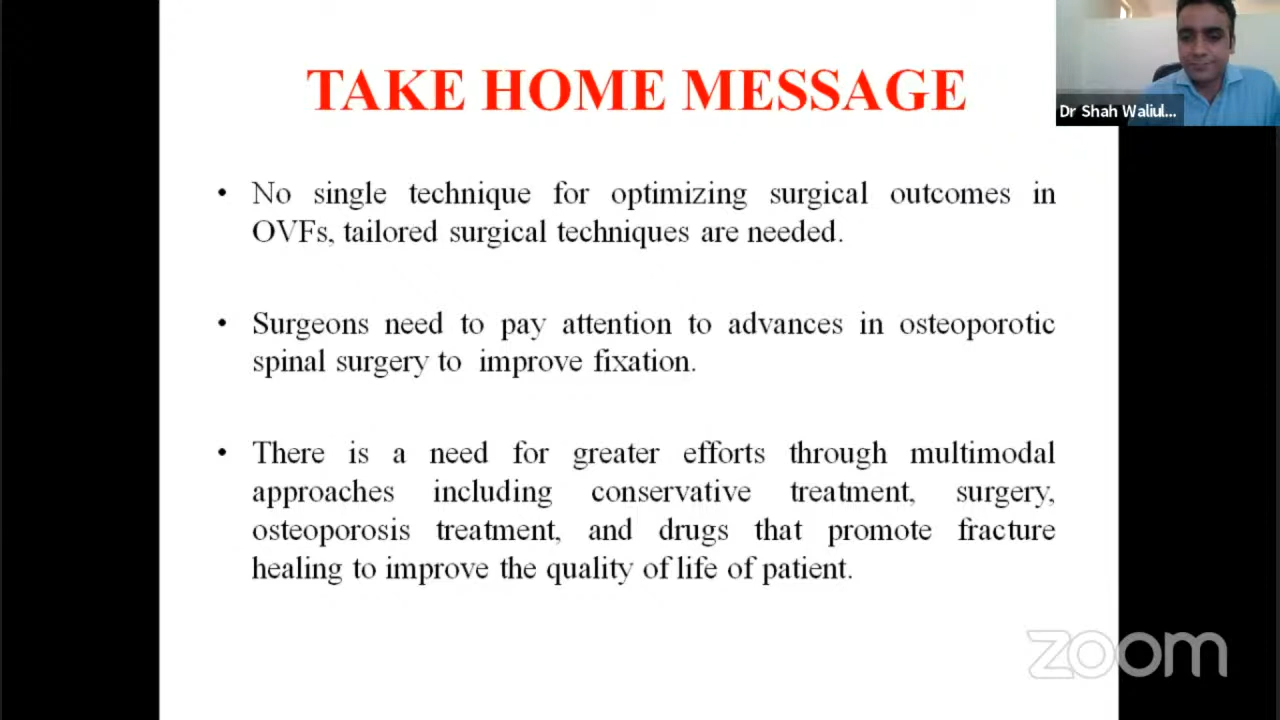 TAKE HOME MESSAGE
Dr Shah Waliul...
• No single technique for optimizing surgical outcomes in
OVFs, tailored surgical techniques are needed.
• Surgeons need to pay attention to advances in osteoporotic
spinal surgery to improve fixation.
• There is a need for greater efforts through multimodal
approaches including conservative treatment, surgery,
osteoporosis treatment, and drugs that promote fracture
healing to improve the quality of life of patient.
zoom